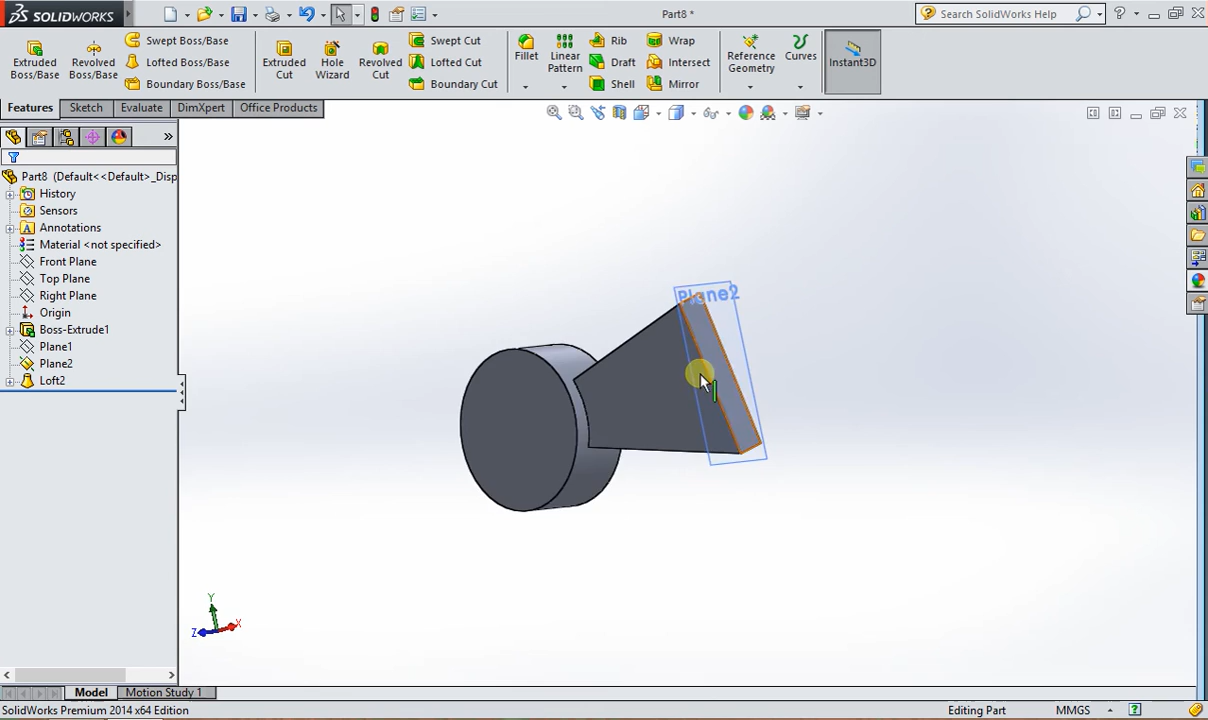 SOLIDWORKS
Part8 *
Search SolidWorks Help
Extruded Boss/Base
Revolved Boss/Base
Swept Boss/Base
Lofted Boss/Base
Boundary Boss/Base
Extruded Cut
Hole Wizard
Revolved Cut
Swept Cut
Lofted Cut
Boundary Cut
Fillet
Linear Pattern
Rib
Draft
Shell
Wrap
Intersect
Mirror
Reference Geometry
Curves
Instant3D
Features
Sketch
Evaluate
DimXpert
Office Products
Part8 (Default<<Default>_Disp
History
Sensors
Annotations
Material <not specified>
Front Plane
Top Plane
Right Plane
Origin
Boss-Extrude1
Plane1
Plane2
Loft2
Plane2
Y
X
Z
Model
Motion Study 1
SolidWorks Premium 2014 x64 Edition
Editing Part
MMGS